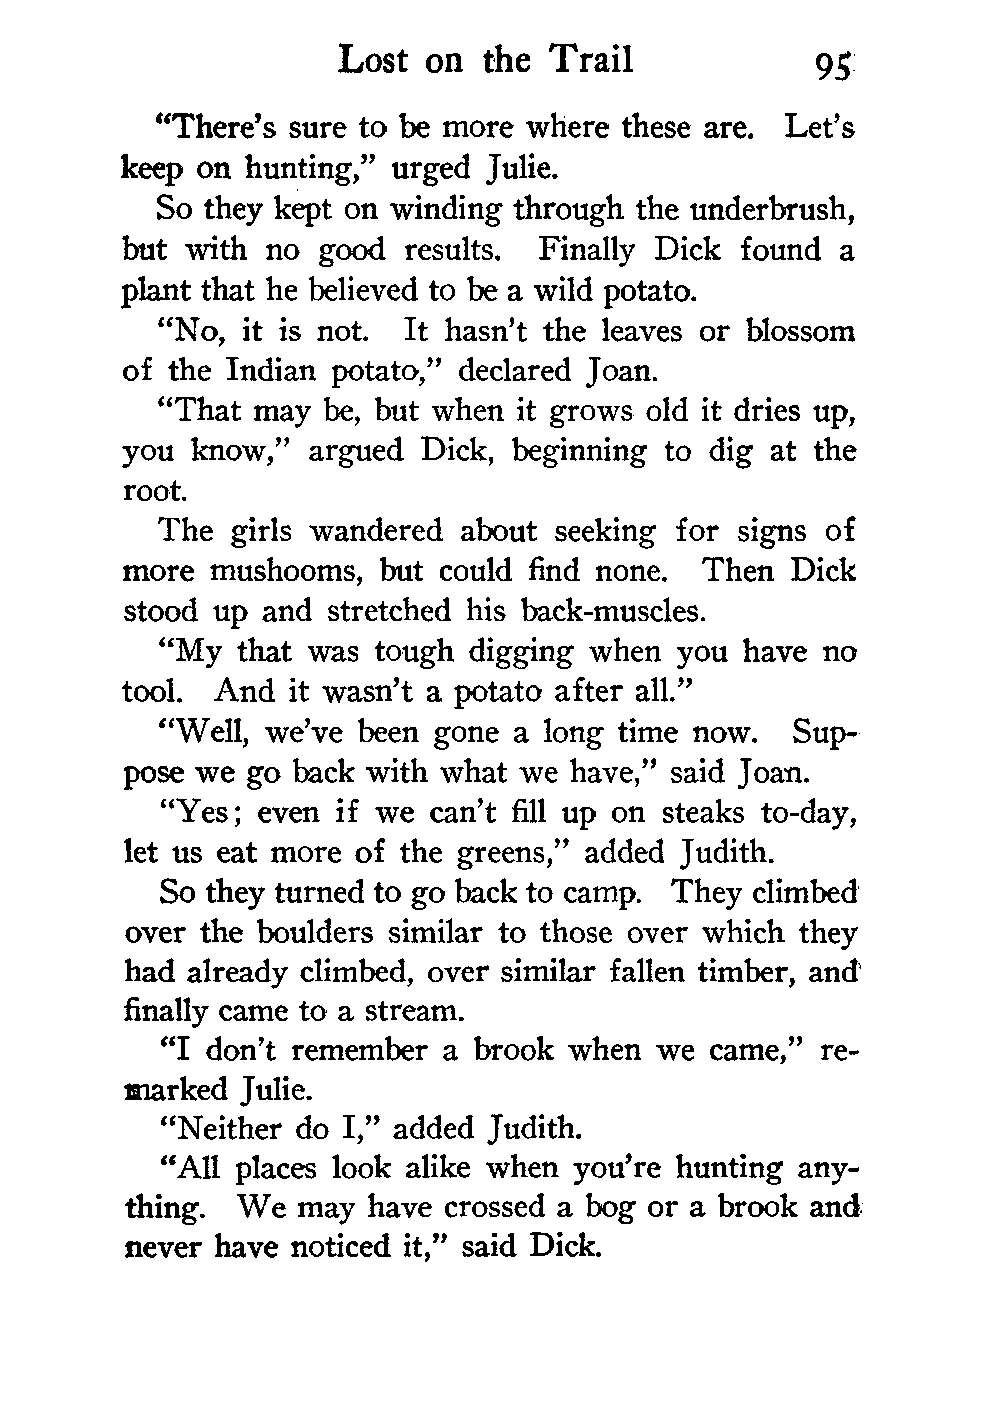 Lost on the Trail 95
“There’s sure to be more where these are. Let’s
keep on hunting,” urged Julie.
So they kept on winding through the underbrush,
but with no good results. Finally Dick found a
plant that he believed to be a wild potato.
“No, it is not. It hasn’t the leaves or blossom
of the Indian potato,” declared Joan.
“That may be, but when it grows old it dries up,
you know,” argued Dick, beginning to dig at the
root.
The girls wandered about seeking for signs of
more mushooms, but could find none. Then Dick
stood up and stretched his back-muscles.
“My that was tough digging when you have no
tool. And it wasn’t a potato after all.”
“Well, we’ve been gone a long time now. Sup-
pose we go back with what we have,” said Joan.
“Yes; even if we can’t fill up on steaks to-day,
let us eat more of the greens,” added Judith.
So they turned to go back to camp. They climbed
over the boulders similar to those over which they
had already climbed, over similar fallen timber, and
finally came to a stream.
“I don’t remember a brook when we came,” re-
marked Julie.
“Neither do I,” added Judith.
“All places look alike when you’re hunting any-
thing. We may have crossed a bog or a brook and
never have noticed it,” said Dick.